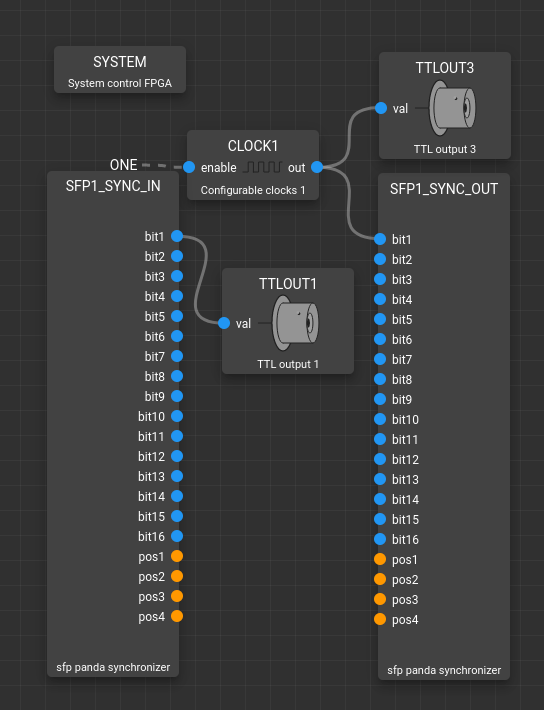 SYSTEM
System control FPGA
TTLOUT3
val
TTL output 3
CLOCK1
ONE
enable
out
Configurable clocks 1
SFP1_SYNC_IN
bit1
bit2
bit3
bit4
bit5
bit6
bit7
bit8
bit9
bit10
bit11
bit12
bit13
bit14
bit15
bit16
pos1
pos2
pos3
pos4
sfp panda synchronizer
TTLOUT1
val
TTL output 1
SFP1_SYNC_OUT
bit1
bit2
bit3
bit4
bit5
bit6
bit7
bit8
bit9
bit10
bit11
bit12
bit13
bit14
bit15
bit16
pos1
pos2
pos3
pos4
sfp panda synchronizer